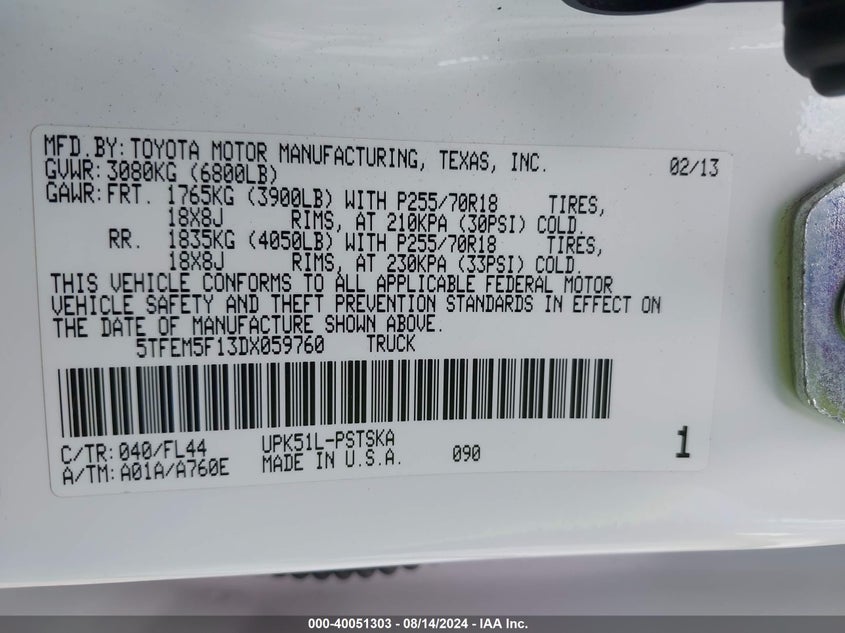 MFD.BY:TOYOTA MOTOR MANUFACTURING, TEXAS, INC. 02/13
GVWR:3080KG (6800LB)
GAWR:FRT. 1765KG (3900LB) WITH P255/70R18 TIRES,
18X8J RIMS, AT 210KPA (30PSI) COLD.
RR. 1835KG (4050LB) WITH P255/70R18 TIRES,
18X8J RIMS, AT 230KPA (33PSI) COLD.
THIS VEHICLE CONFORMS TO ALL APPLICABLE FEDERAL MOTOR
VEHICLE SAFETY AND THEFT PREVENTION STANDARDS IN EFFECT ON
THE DATE OF MANUFACTURE SHOWN ABOVE.
5TFEM5F13DX059760 TRUCK
C/TR:040/FL44 UPK51L-PSTSKA
A/TM:A01A/A760E MADE IN U.S.A. 090 1
000-40051303 - 08/14/2024 - IAA Inc.